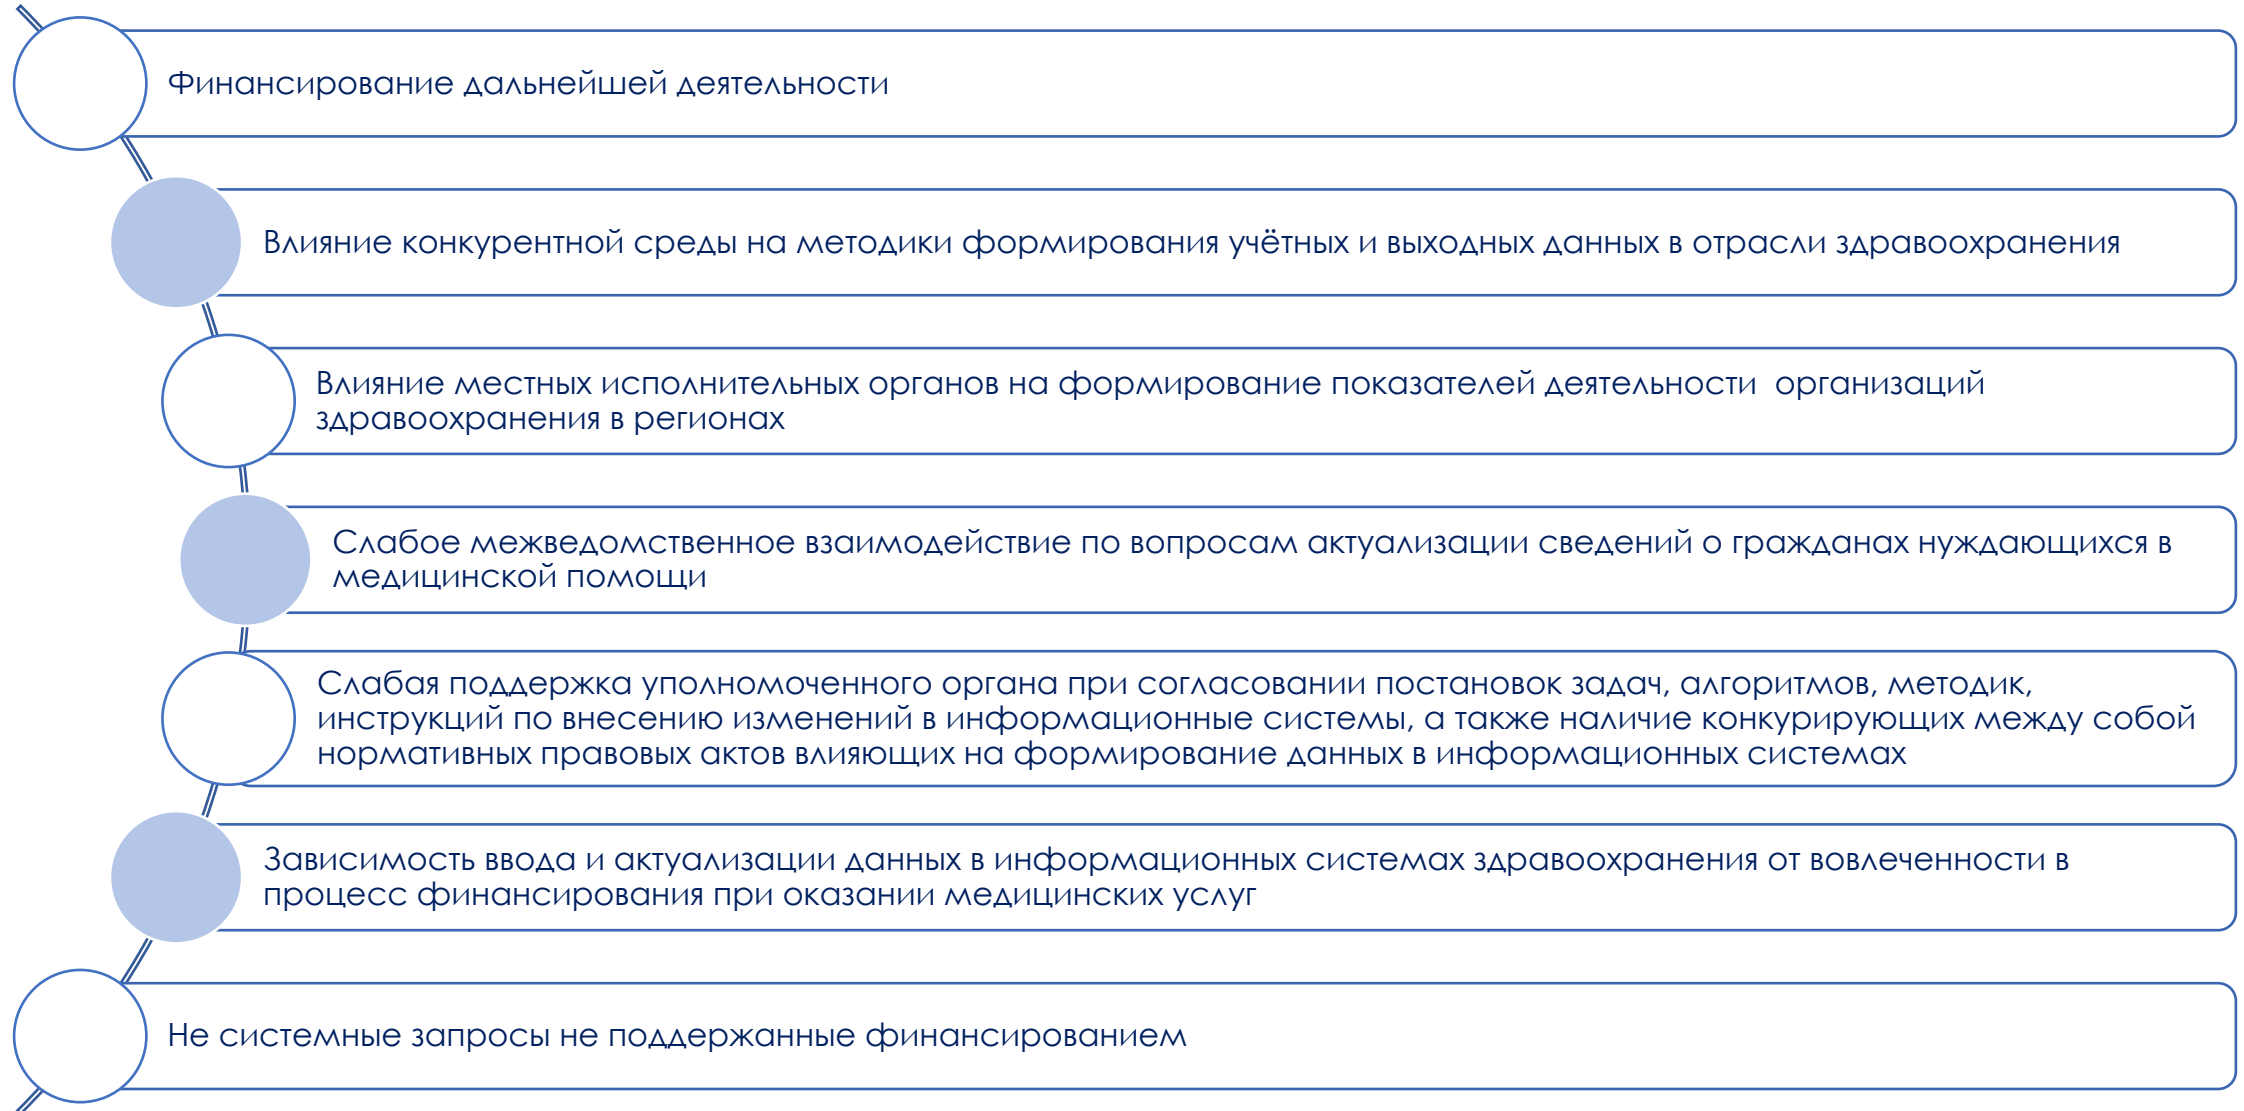 Финансирование дальнейшей деятельности
Влияние конкурентной среды на методики формирования учётных и выходных данных в отрасли здравоохранения
Влияние местных исполнительных органов на формирование показателей деятельности  организаций
здравоохранения в регионах
Слабое межведомственное взаимодействие по вопросам актуализации сведений о гражданах нуждающихся в
медицинской помощи
Слабая поддержка уполномоченного органа при согласовании постановок задач, алгоритмов, методик,
инструкций по внесению изменений в информационные системы, а также наличие конкурирующих между собой
нормативных правовых актов влияющих на формирование данных в информационных системах
Зависимость ввода и актуализации данных в информационных системах здравоохранения от вовлеченности в
процесс финансирования при оказании медицинских услуг
Не системные запросы не поддержанные финансированием